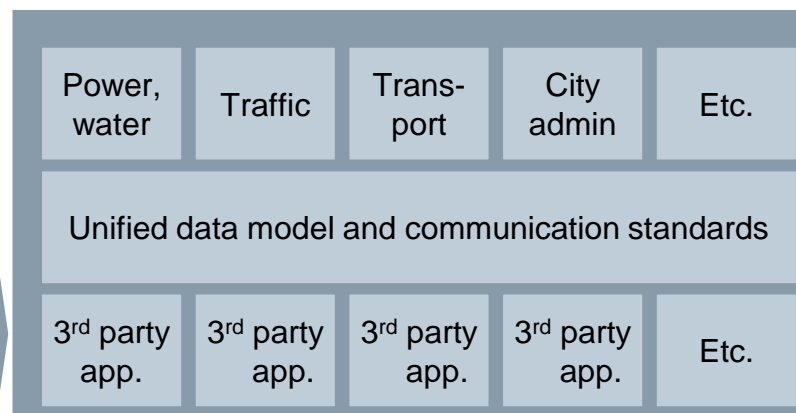 Power,
water
Traffic
Trans-
port
City
admin
Etc.
Unified data model and communication standards
3rd party
app.
3rd party
app.
3rd party
app.
3rd party
app.
Etc.